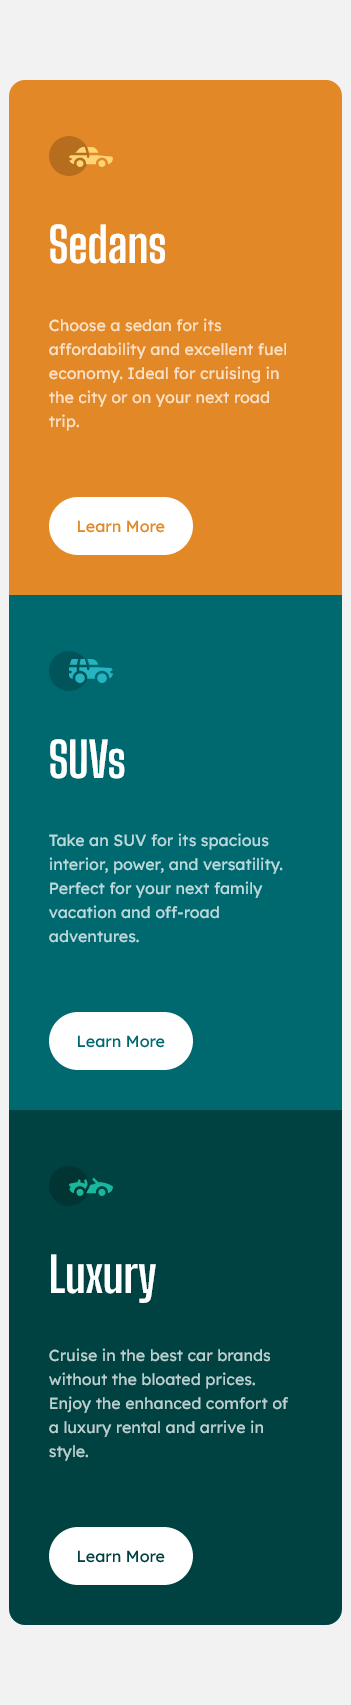 Sedans
Choose a sedan for its
affordability and excellent fuel
economy. Ideal for cruising in
the city or on your next road
trip.
Learn More
SUVs
Take an SUV for its spacious
interior, power, and versatility.
Perfect for your next family
vacation and off-road
adventures.
Learn More
Luxury
Cruise in the best car brands
without the bloated prices.
Enjoy the enhanced comfort of
a luxury rental and arrive in
style.
Learn More